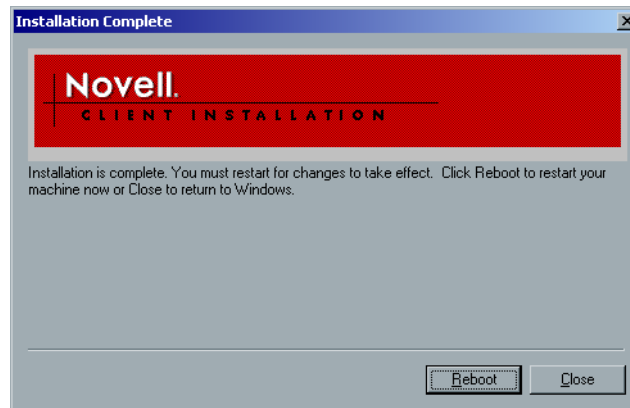 Installation Complete
Novell.
CLIENT INSTALLATION
Installation is complete. You must restart for changes to take effect. Click Reboot to restart your
machine now or Close to return to Windows.
Reboot
Close